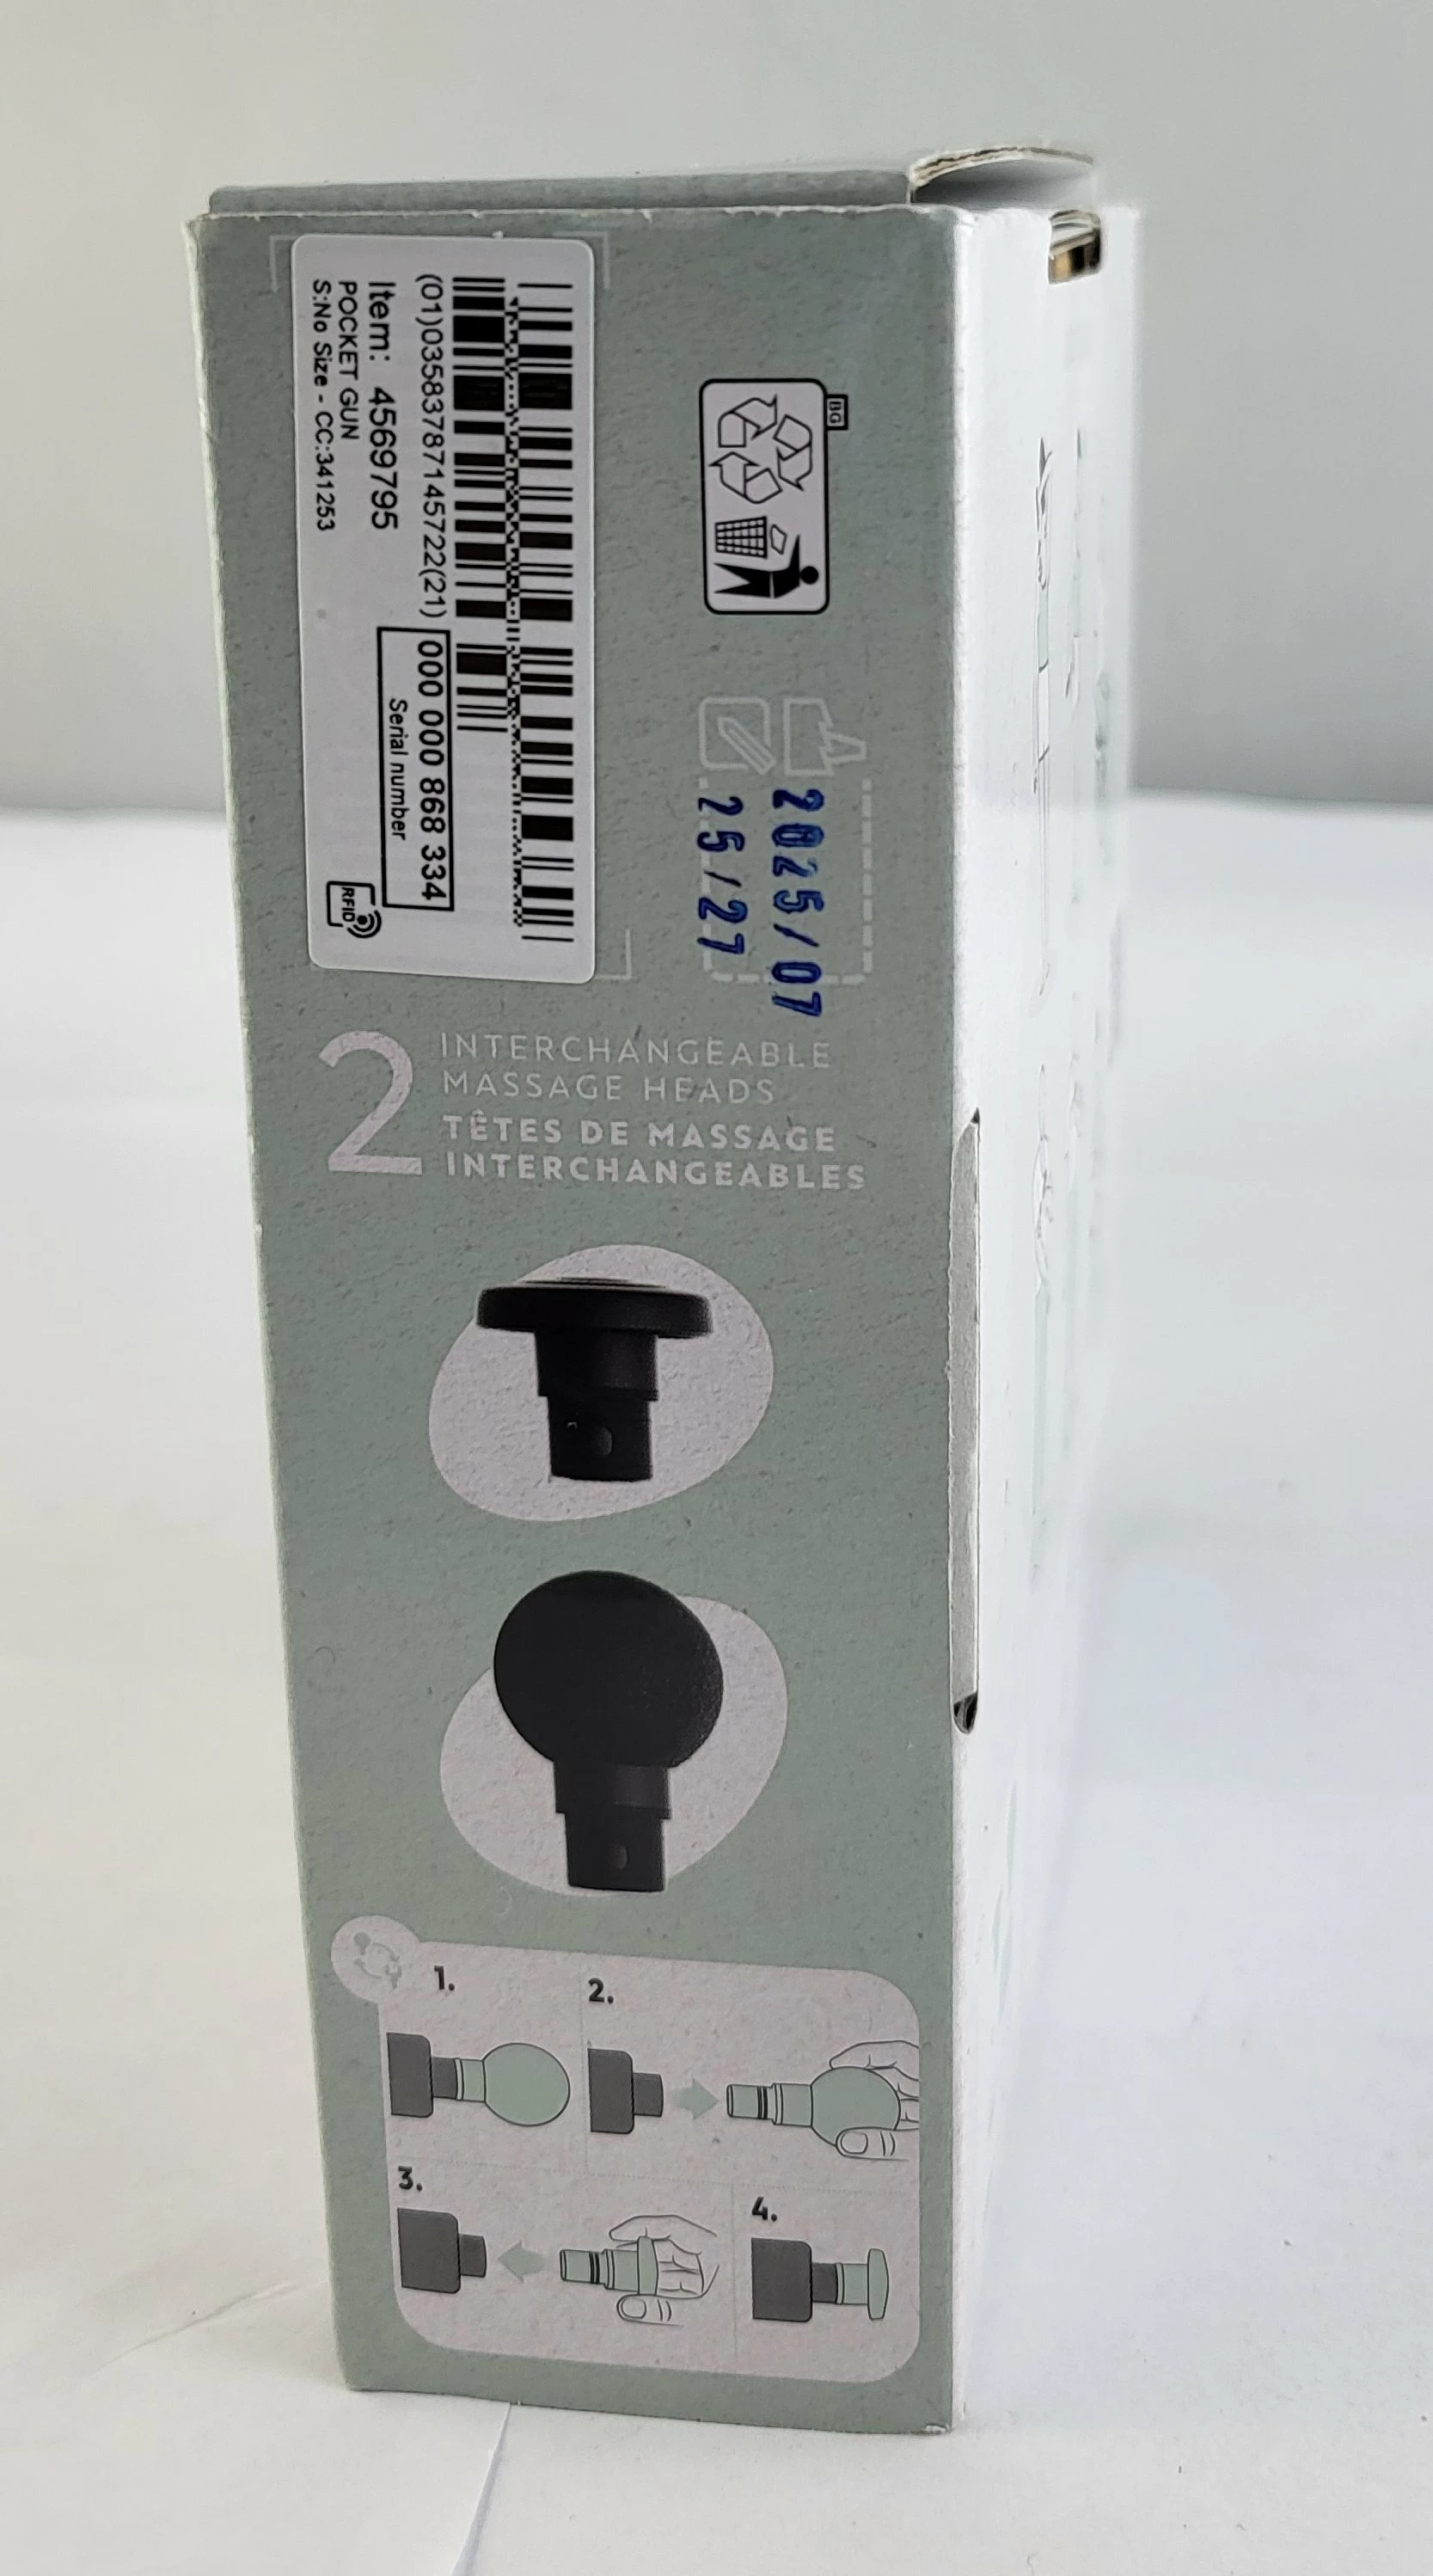 (01)03583787145722(21) 000 000 868 334
Serial number
Item: 4569795
POCKET GUN
S:No Size - CC:341253
RFID
BG
2025/07
25/27
2 INTERCHANGEABLE
MASSAGE HEADS
TÊTES DE MASSAGE
INTERCHANGEABLES
1.
2.
3.
4.